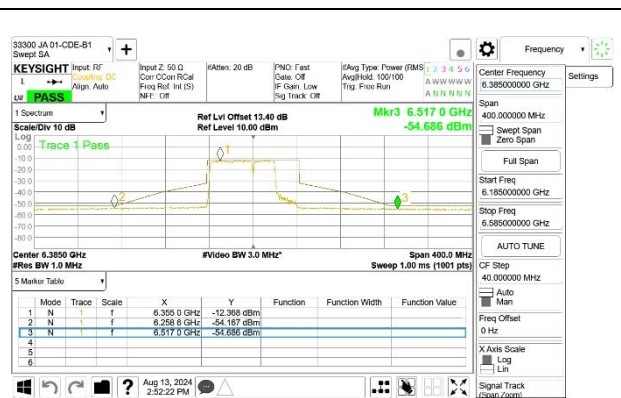 33300 JA 01-CDE-B1
Swept SA
KEYSIGHT Input: RF Input Z: 50 Ω #Atten: 20 dB PNO: Fast #Avg Type: Power (RMS 1 2 3 4 5 6
L Coupling: DC Corr CCorr RCal Gate: Off Avg|Hold: 100/100 A W W W W W
Align: Auto Freq Ref: Int (S) IF Gain: Low Trig: Free Run
LXI PASS NFE: Off Sig Track: Off A N N N N N
1 Spectrum Ref Lvl Offset 13.40 dB Mkr3 6.517 0 GHz
Scale/Div 10 dB Ref Level 10.00 dBm -54.686 dBm
Log
Trace 1 Pass
0.00
-10.0
-20.0
-30.0
-40.0
-50.0
-60.0
-70.0
-80.0
1
2
3
Center 6.3850 GHz #Video BW 3.0 MHz* Span 400.0 MHz
#Res BW 1.0 MHz Sweep 1.00 ms (1001 pts)
5 Marker Table
Mode Trace Scale X Y Function Function Width Function Value
1 N 1 f 6.355 0 GHz -12.368 dBm
2 N 1 f 6.258 6 GHz -54.167 dBm
3 N 1 f 6.517 0 GHz -54.686 dBm
4
5
6
? Aug 13, 2024
2:52:22 PM
Frequency
Settings
Center Frequency
6.385000000 GHz
Span
400.000000 MHz
Swept Span
Zero Span
Full Span
Start Freq
6.185000000 GHz
Stop Freq
6.585000000 GHz
AUTO TUNE
CF Step
40.000000 MHz
Auto
Man
Freq Offset
0 Hz
X Axis Scale
Log
Lin
Signal Track
(Span Zoom)